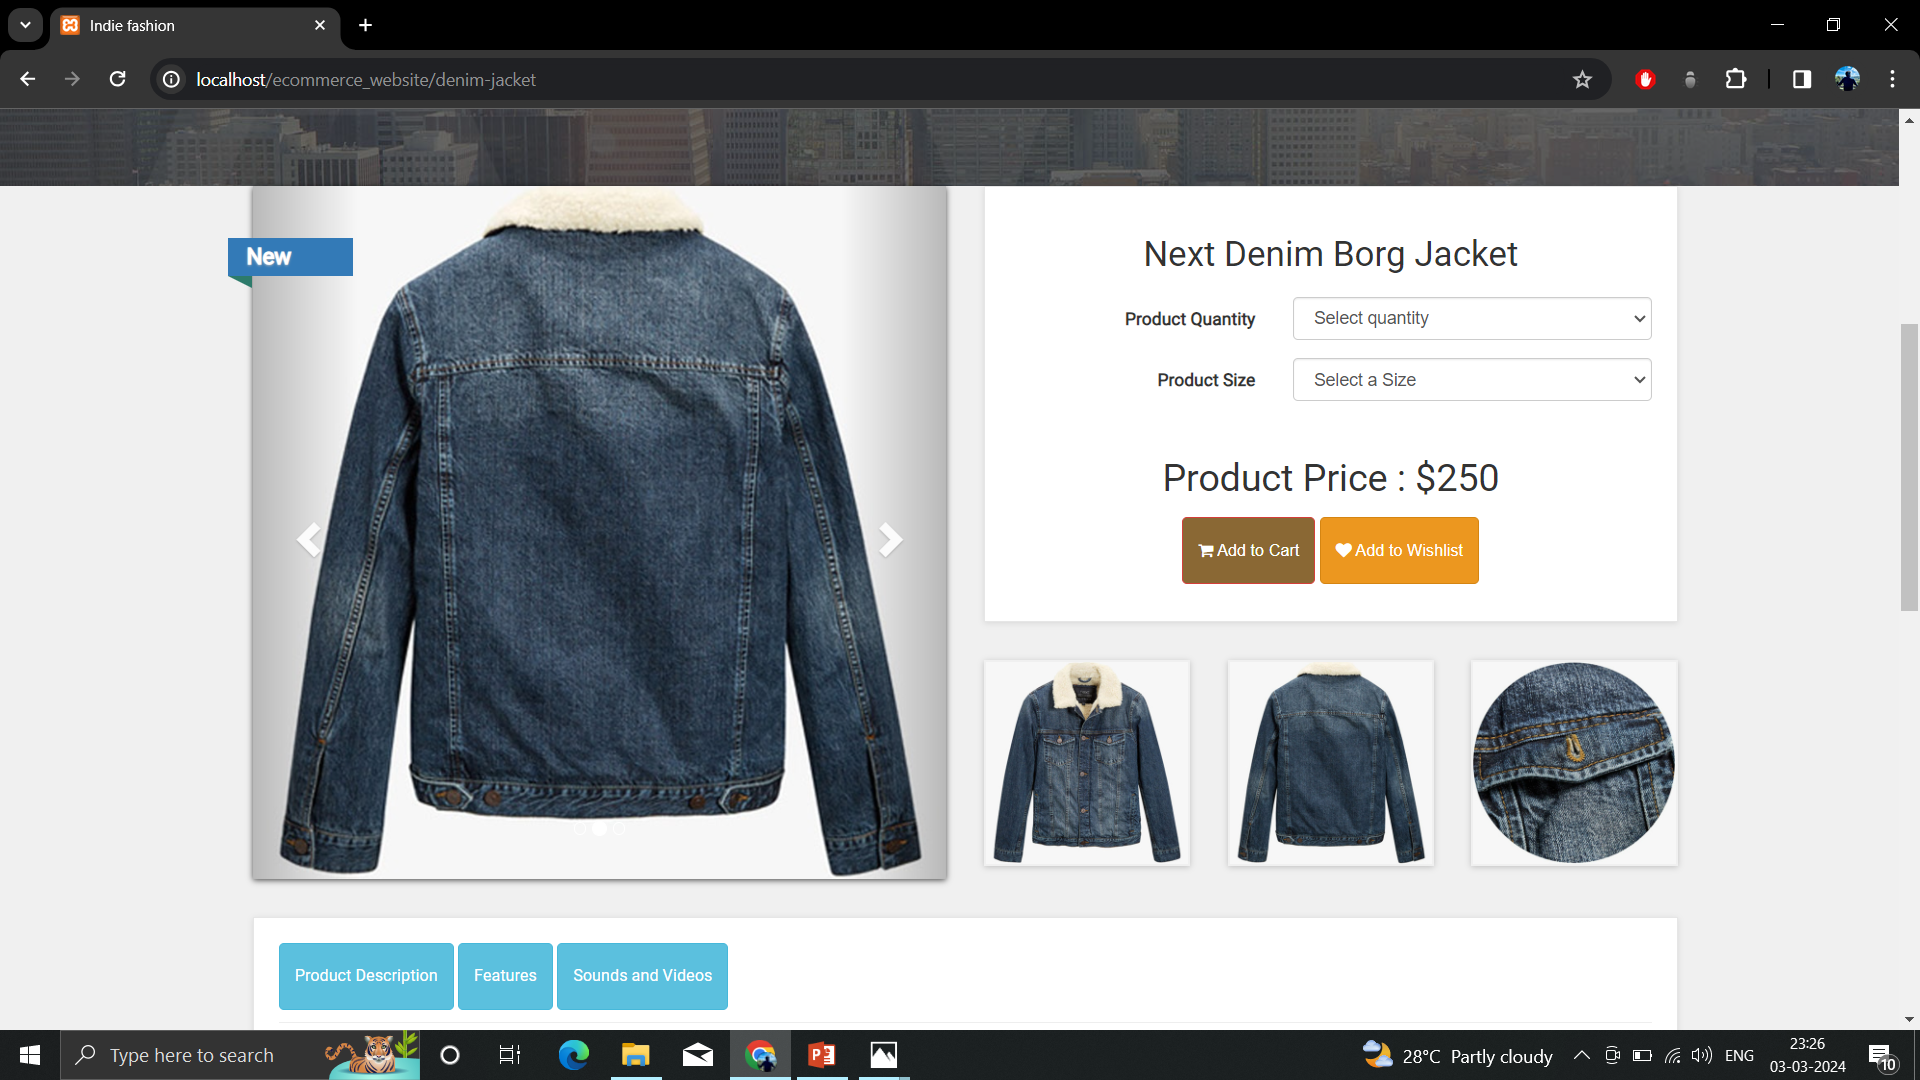 Indie fashion
localhost/ecommerce_website/denim-jacket
New
Next Denim Borg Jacket
Product Quantity
Select quantity
Product Size
Select a Size
Product Price : $250
Add to Cart
Add to Wishlist
Product Description
Features
Sounds and Videos
Type here to search
28°C Partly cloudy
ENG
23:26
03-03-2024
10